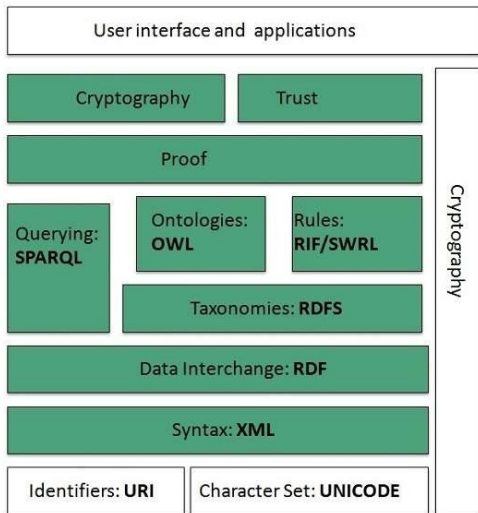 User interface and applications
Cryptography
Trust
Proof
Querying:
SPARQL
Ontologies:
OWL
Rules:
RIF/SWRL
Taxonomies: RDFS
Data Interchange: RDF
Syntax: XML
Identifiers: URI
Character Set: UNICODE
Cryptography